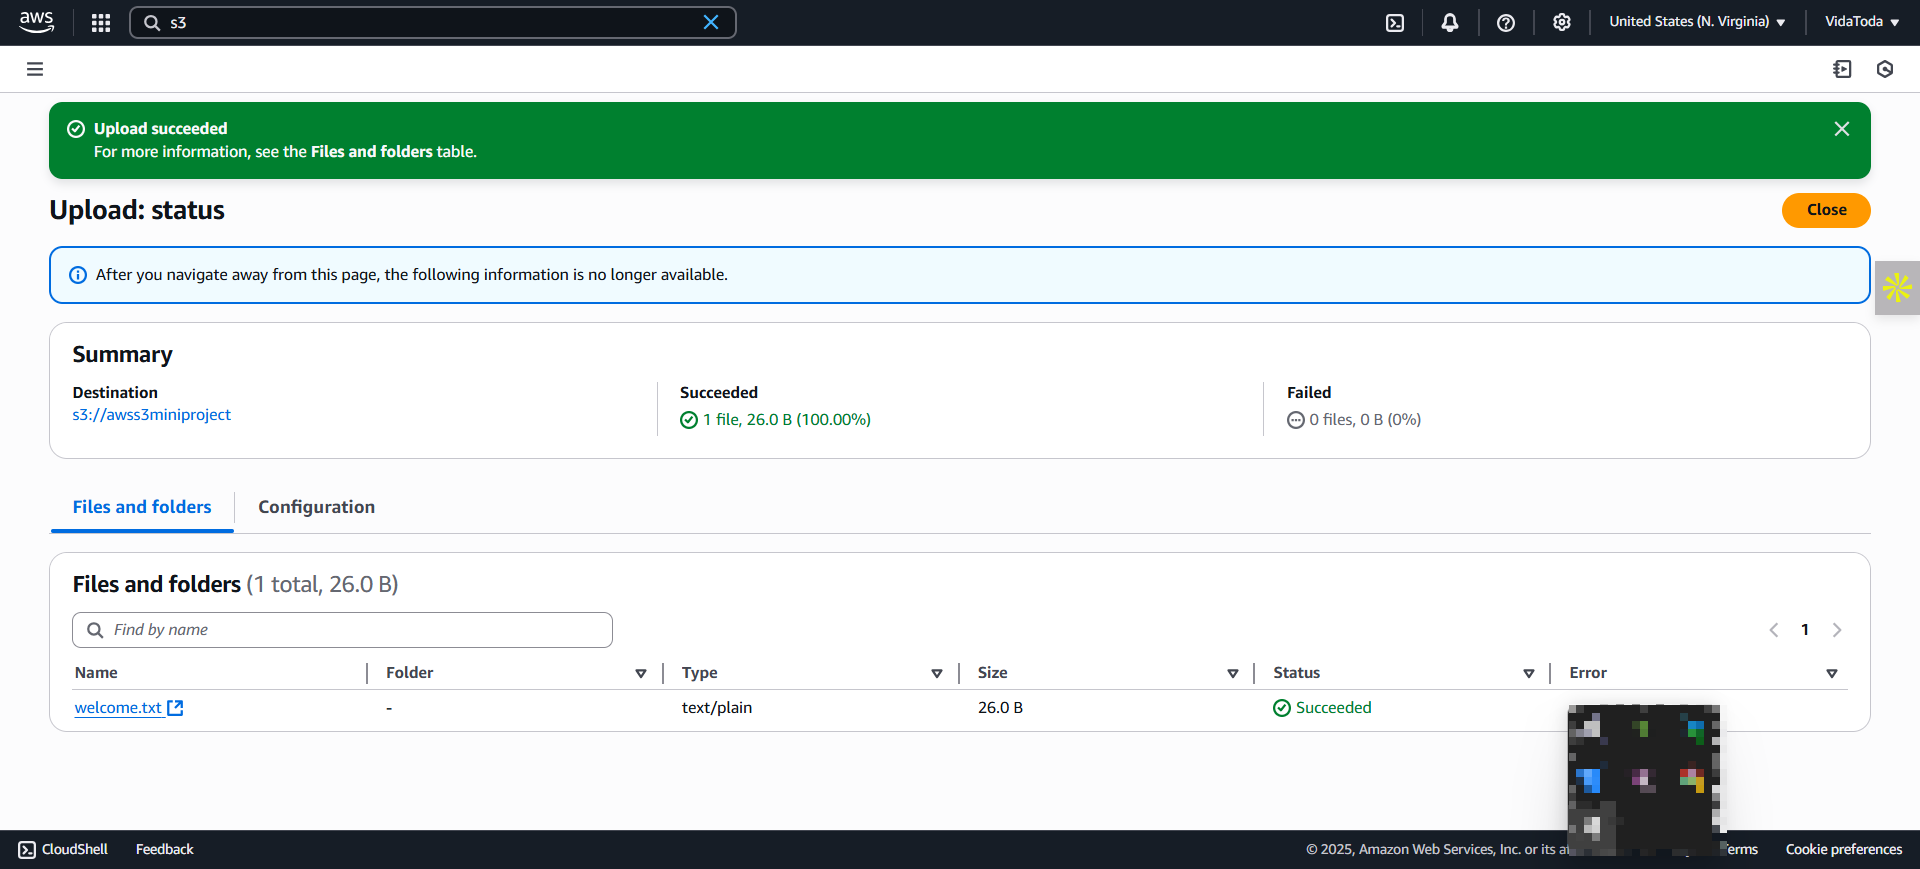 aws
s3
United States (N. Virginia)
VidaToda
Upload succeeded
For more information, see the Files and folders table.
Upload: status
Close
After you navigate away from this page, the following information is no longer available.
Summary
Destination
s3://awss3miniproject
Succeeded
1 file, 26.0 B (100.00%)
Failed
0 files, 0 B (0%)
Files and folders
Configuration
Files and folders (1 total, 26.0 B)
Find by name
1
Name Folder Type Size Status Error
welcome.txt - text/plain 26.0 B Succeeded
CloudShell Feedback © 2025, Amazon Web Services, Inc. or its Cookie preferences